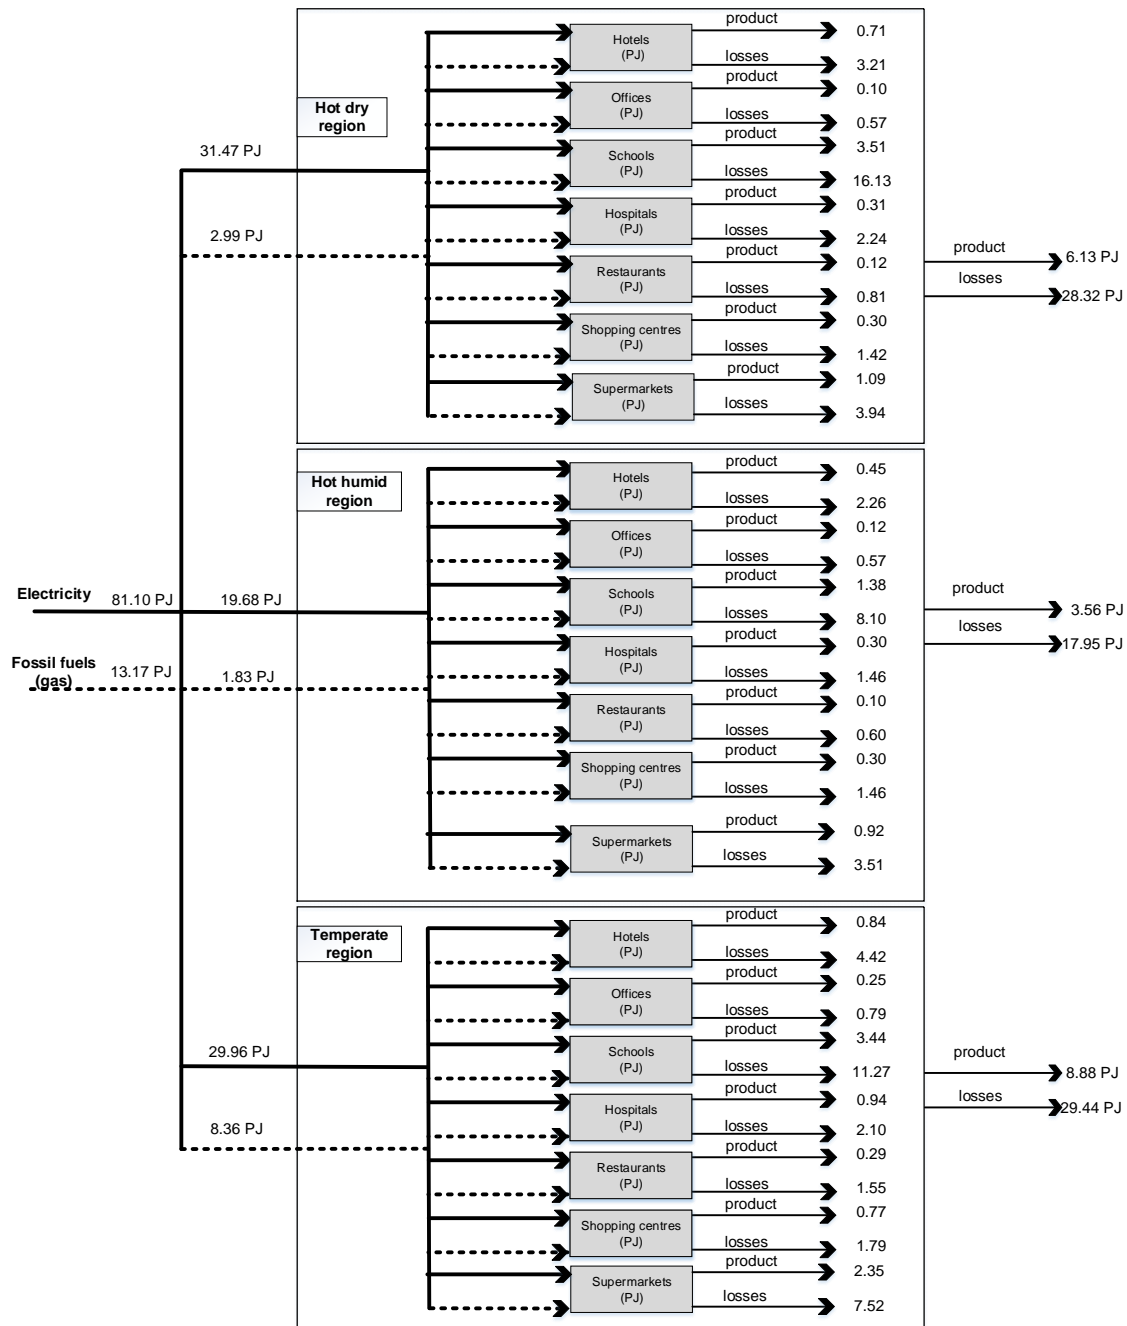 product
Hotels
(PJ)
0.71
losses
3.21
product
Offices
(PJ)
0.10
Hot dry
region
losses
0.57
product
31.47 PJ
Schools
(PJ)
3.51
losses
16.13
product
Hospitals
(PJ)
0.31
2.99 PJ
losses
2.24
product
Restaurants
(PJ)
0.12
losses
0.81
product
product
6.13 PJ
losses
28.32 PJ
Shopping centres
(PJ)
0.30
losses
1.42
product
Supermarkets
(PJ)
1.09
losses
3.94
Hot humid
region
product
Hotels
(PJ)
0.45
losses
2.26
product
Offices
(PJ)
0.12
losses
0.57
product
Schools
(PJ)
1.38
Electricity
81.10 PJ
19.68 PJ
losses
8.10
product
product
3.56 PJ
losses
17.95 PJ
Hospitals
(PJ)
0.30
Fossil fuels
(gas)
13.17 PJ
1.83 PJ
losses
1.46
product
Restaurants
(PJ)
0.10
losses
0.60
product
Shopping centres
(PJ)
0.30
losses
1.46
product
Supermarkets
(PJ)
0.92
losses
3.51
Temperate
region
product
Hotels
(PJ)
0.84
losses
4.42
product
Offices
(PJ)
0.25
losses
0.79
product
29.96 PJ
Schools
(PJ)
3.44
losses
11.27
product
product
8.88 PJ
losses
29.44 PJ
Hospitals
(PJ)
0.94
8.36 PJ
losses
2.10
product
Restaurants
(PJ)
0.29
losses
1.55
product
Shopping centres
(PJ)
0.77
losses
1.79
product
Supermarkets
(PJ)
2.35
losses
7.52